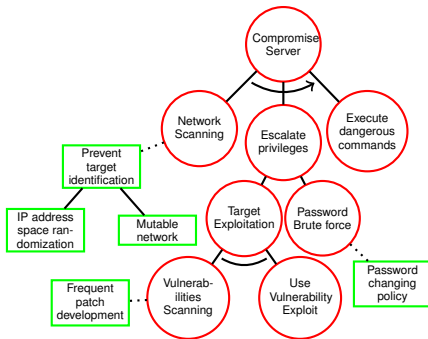 Compromise
Server
Network
Scanning
Escalate
privileges
Execute
dangerous
commands
Prevent
target
identification
IP address
space ran-
domization
Mutable
network
Target
Exploitation
Password
Brute force
Frequent
patch
development
Vulnerab-
ilities
Scanning
Use
Vulnerability
Exploit
Password
changing
policy